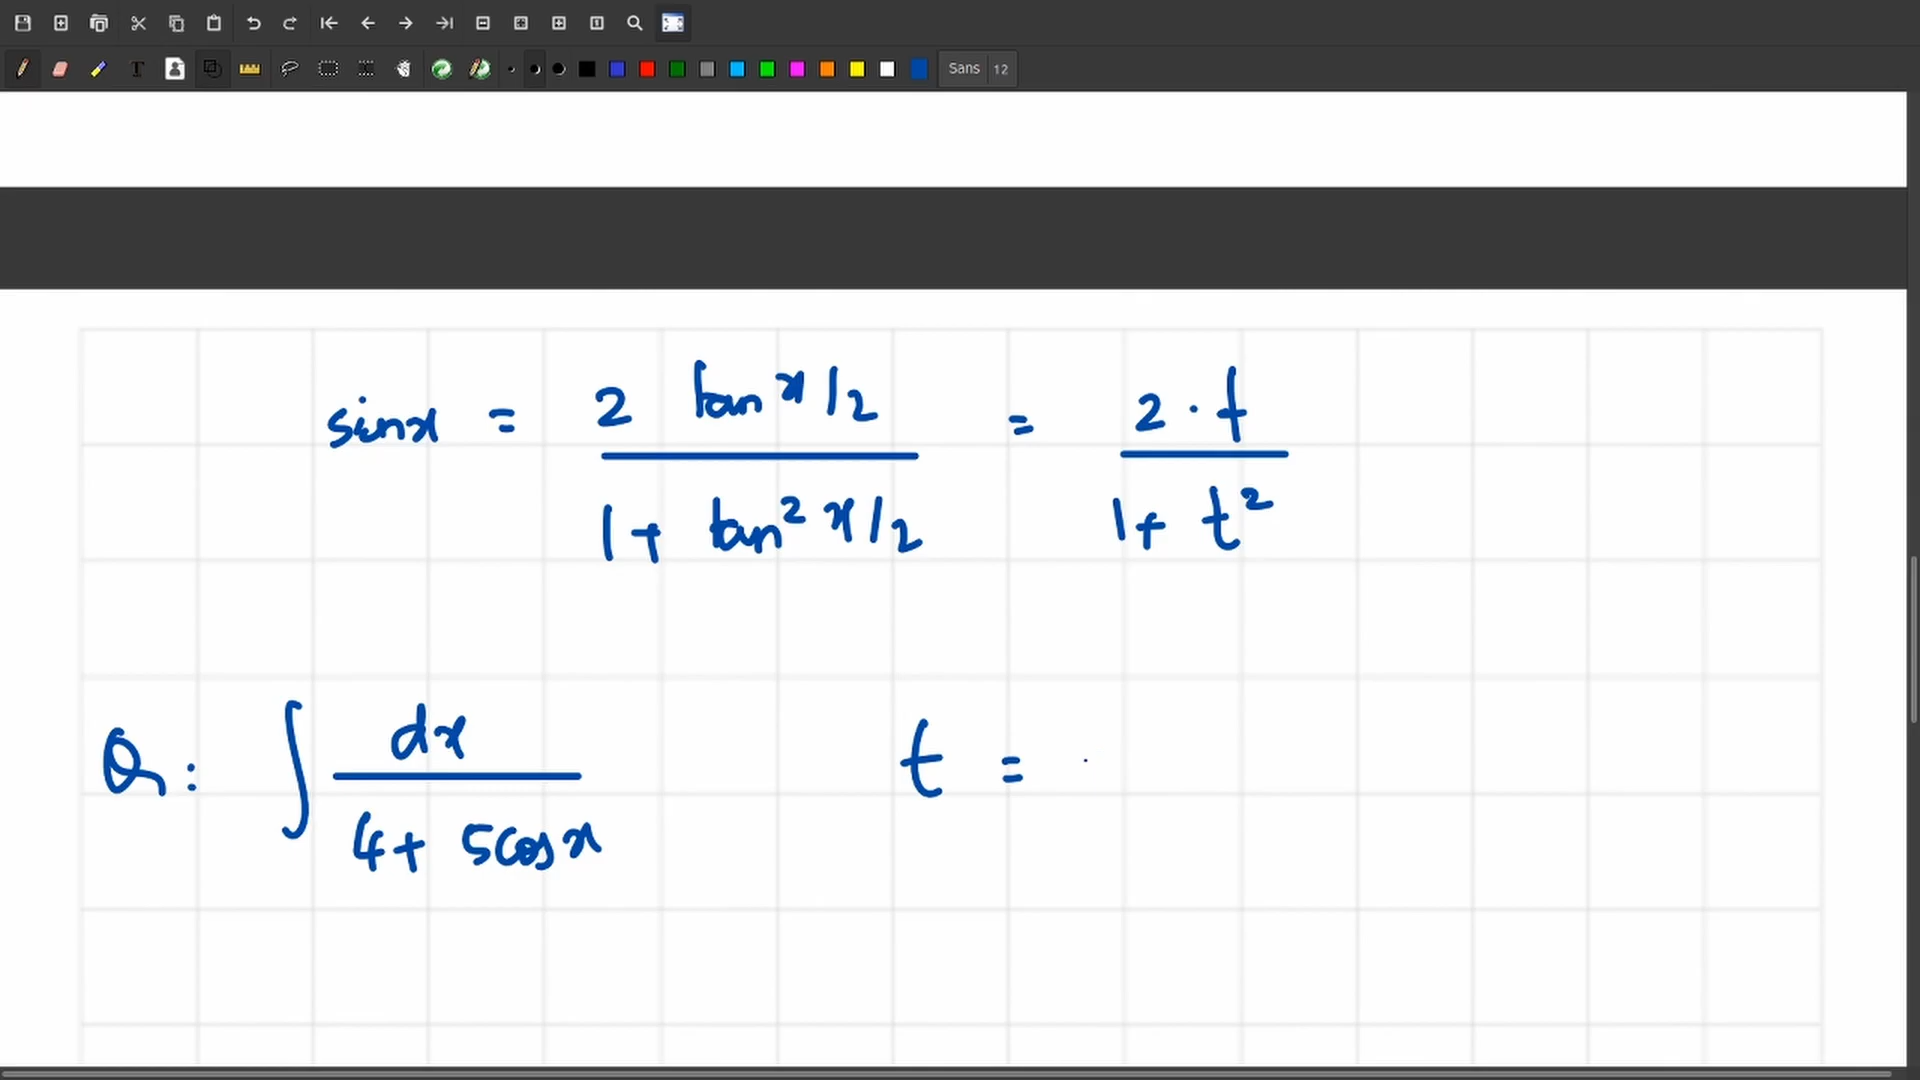 Sans 12
sinx = 2 tan x/2 / 1 + tan² x/2 = 2 · t / 1 + t²
Q: ∫ dx / 4 + 5cosx t =